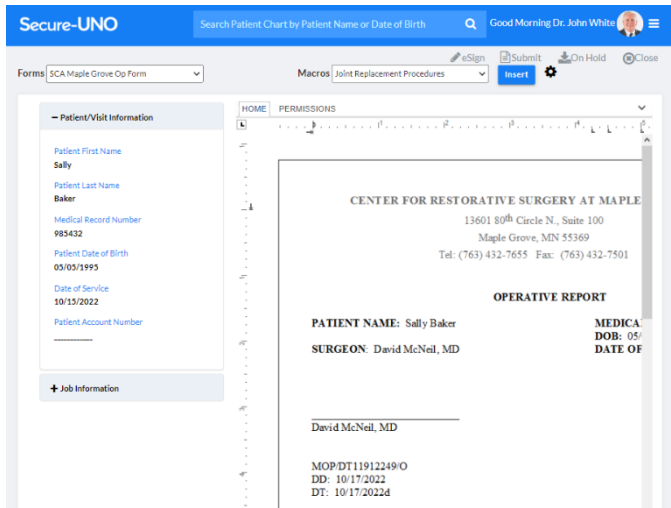 Secure-UNO
Search Patient Chart by Patient Name or Date of Birth
Good Morning Dr. John White
eSign Submit On Hold Close
Forms SCA Maple Grove Op Form
Macros Joint Replacement Procedures Insert
Patient/Visit Information
Patient First Name
Sally
Patient Last Name
Baker
Medical Record Number
985432
Patient Date of Birth
05/05/1995
Date of Service
10/15/2022
Patient Account Number
--------------
+ Job Information
HOME PERMISSIONS
L
1 2 3 4 5
CENTER FOR RESTORATIVE SURGERY AT MAPLE
13601 80th Circle N., Suite 100
Maple Grove, MN 55369
Tel: (763) 432-7655 Fax: (763) 432-7501
OPERATIVE REPORT
PATIENT NAME: Sally Baker
MEDICA
DOB: 05/
SURGEON: David McNeil, MD
DATE OF
David McNeil, MD
MOP/DT11912249/O
DD: 10/17/2022
DT: 10/17/2022d